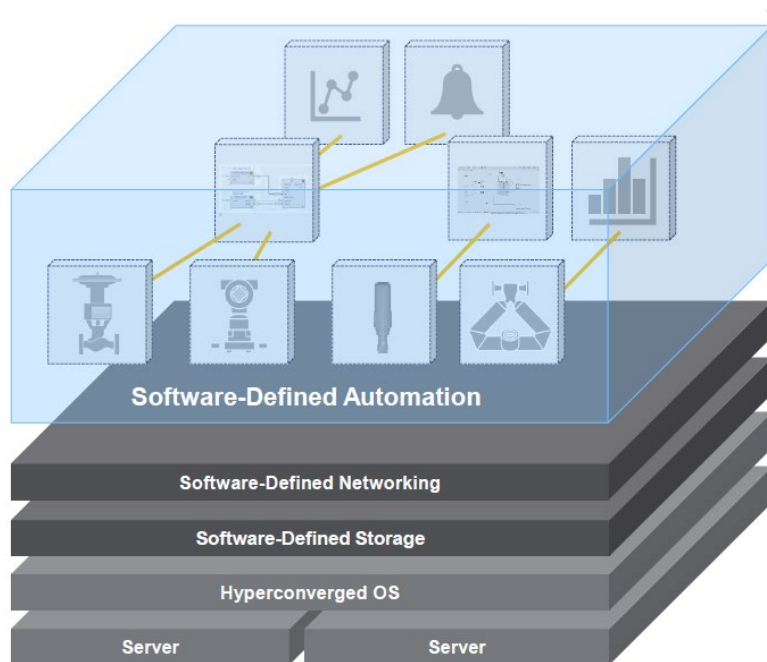 Software-Defined Automation
Software-Defined Networking
Software-Defined Storage
Hyperconverged OS
Server
Server